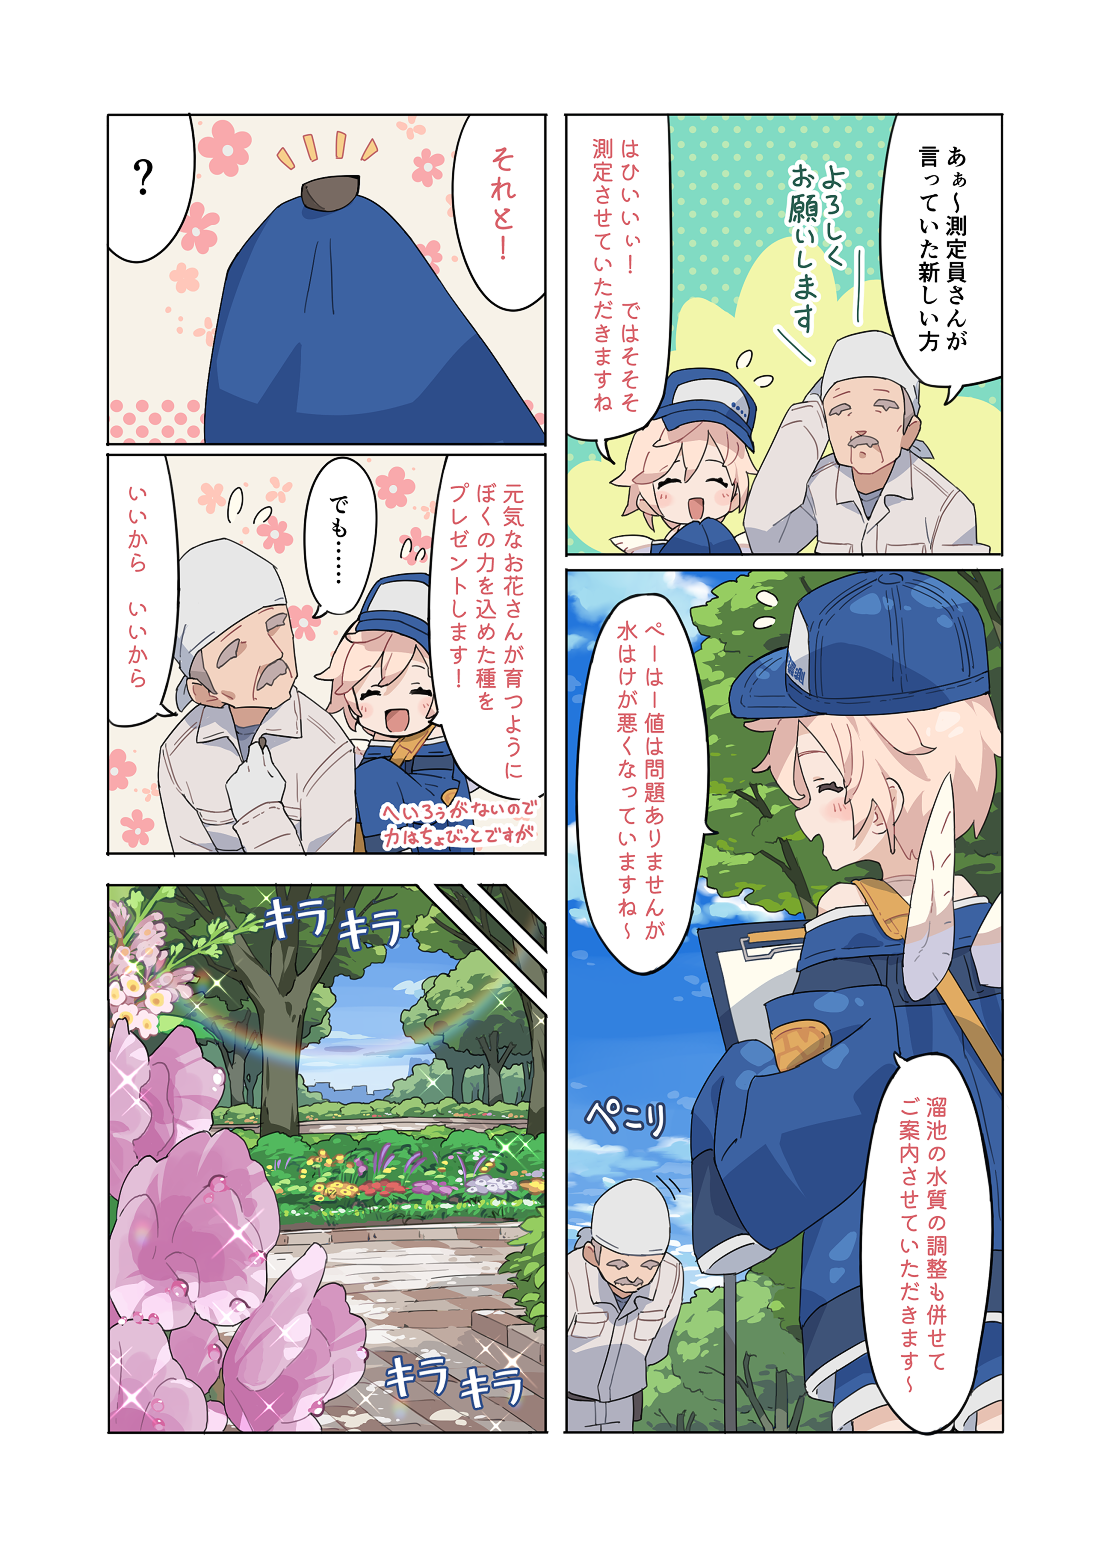 あぁ～測定員さんが
言っていた新しい方
よろしく
お願いします
はひいいぃ！　ではそそそ
測定させていただきますね
ぺーはー値は問題ありませんが
水はけが悪くなっていますね～
ぺこり
溜池の水質の調整も併せて
ご案内させていただきます～
それと！
？
元気なお花さんが育つように
ぼくの力を込めた種を
プレゼントします！
へいろぅがないので
力はちょびっとですが
でも……
いいから　いいから
キラ
キラ
キラ
キラ